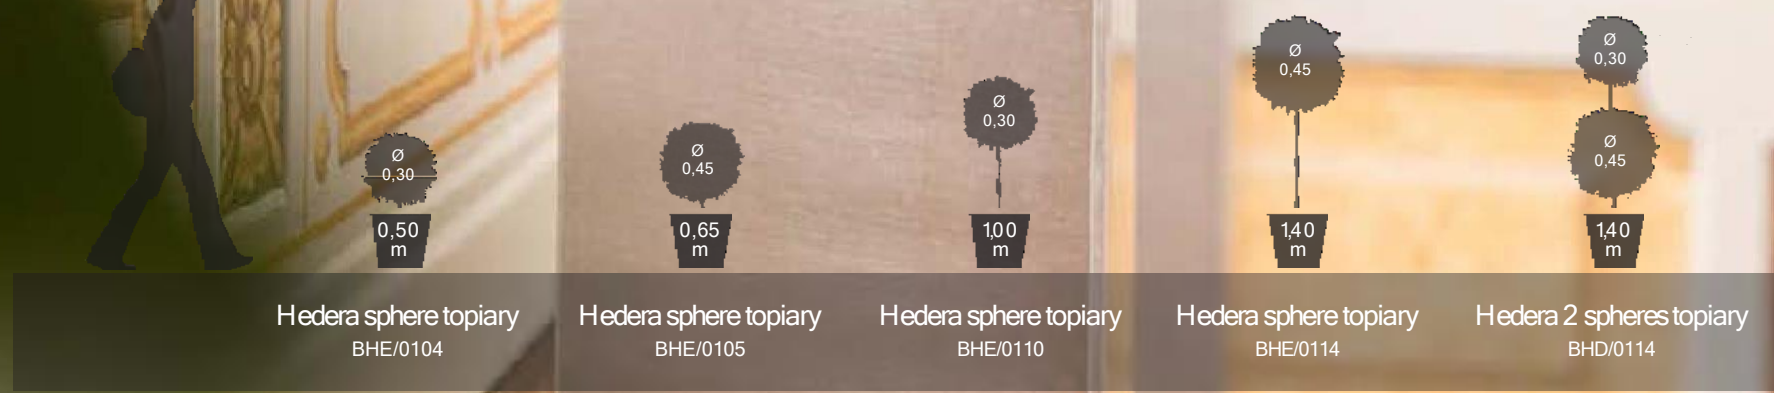 Ø
0,30
0,50
m
Hedera sphere topiary
BHE/0104
Ø
0,45
0,65
m
Hedera sphere topiary
BHE/0105
Ø
0,30
1,00
m
Hedera sphere topiary
BHE/0110
Ø
0,45
1,40
m
Hedera sphere topiary
BHE/0114
Ø
0,30
Ø
0,45
1,40
m
Hedera 2 spheres topiary
BHD/0114